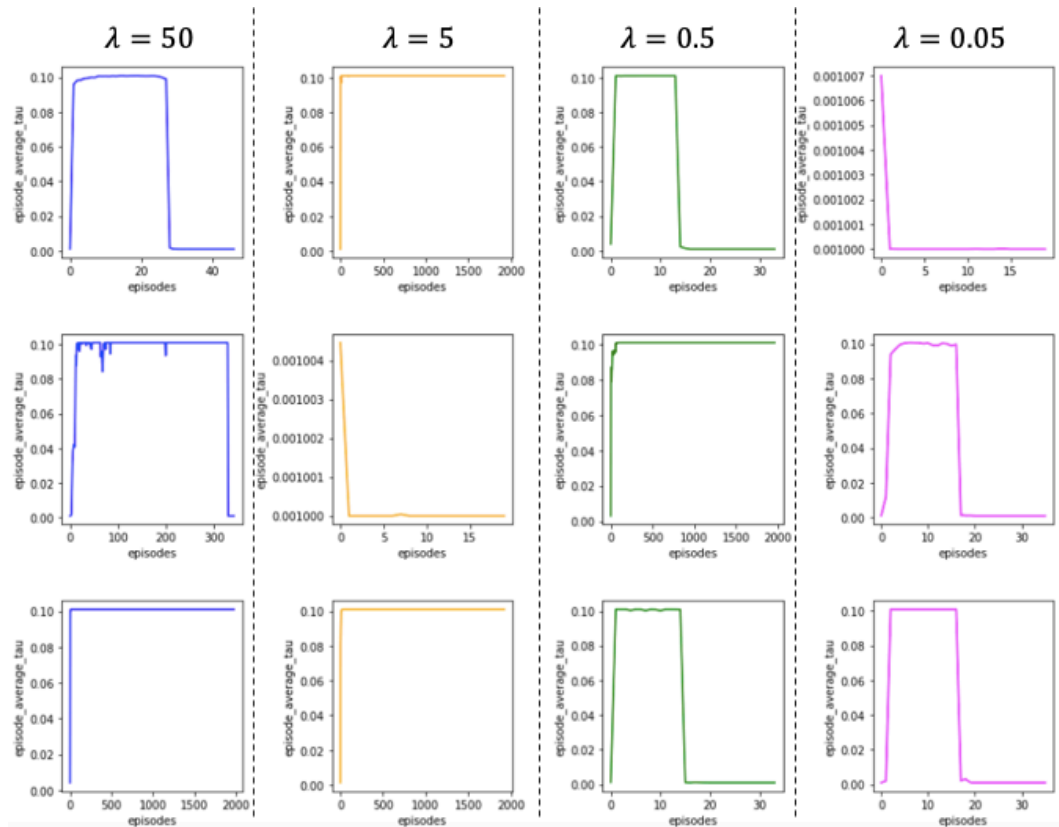 λ = 50
λ = 5
λ = 0.5
λ = 0.05
episode_average_tau
0.10
0.08
0.06
0.04
0.02
0.00
0 20 40
episodes
episode_average_tau
0.10
0.08
0.06
0.04
0.02
0.00
0 500 1000 1500 2000
episodes
episode_average_tau
0.10
0.08
0.06
0.04
0.02
0.00
0 10 20 30
episodes
episode_average_tau
0.001007
0.001006
0.001005
0.001004
0.001003
0.001002
0.001001
0.001000
0 5 10 15
episodes
episode_average_tau
0.10
0.08
0.06
0.04
0.02
0.00
0 100 200 300
episodes
episode_average_tau
0.001004
0.001003
0.001002
0.001001
0.001000
0 5 10 15
episodes
episode_average_tau
0.10
0.08
0.06
0.04
0.02
0.00
0 500 1000 1500 2000
episodes
episode_average_tau
0.10
0.08
0.06
0.04
0.02
0.00
0 10 20 30
episodes
episode_average_tau
0.10
0.08
0.06
0.04
0.02
0.00
0 500 1000 1500 2000
episodes
episode_average_tau
0.10
0.08
0.06
0.04
0.02
0.00
0 500 1000 1500 2000
episodes
episode_average_tau
0.10
0.08
0.06
0.04
0.02
0.00
0 10 20 30
episodes
episode_average_tau
0.10
0.08
0.06
0.04
0.02
0.00
0 10 20 30
episodes